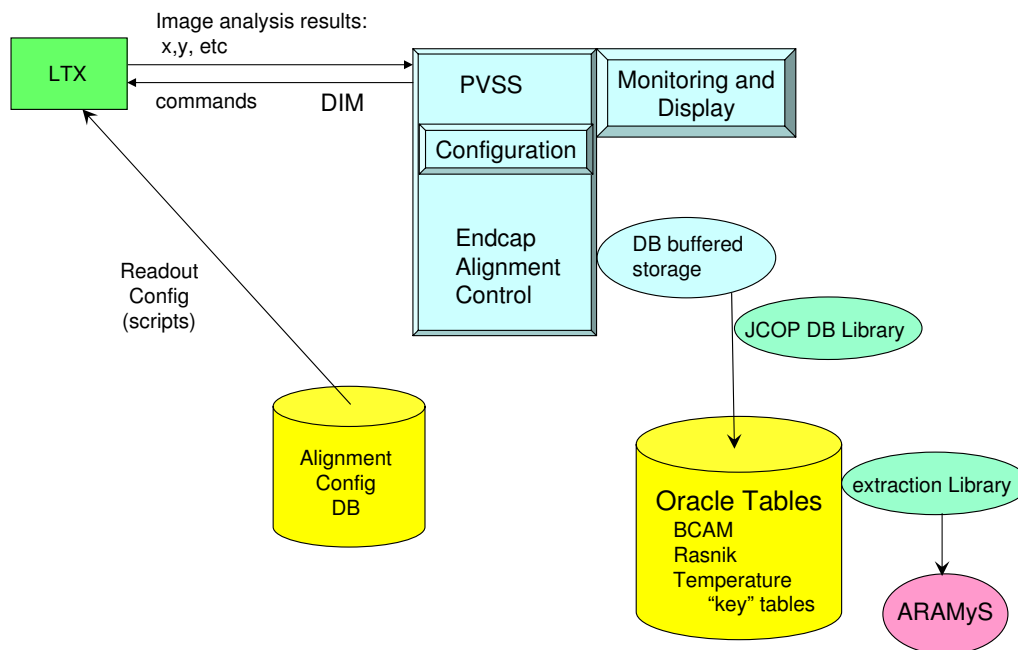 Image analysis results:
x,y, etc
LTX
commands
DIM
PVSS
Monitoring and
Display
Configuration
Endcap
Alignment
Control
DB buffered
storage
Readout
Config
(scripts)
JCOP DB Library
Alignment
Config
DB
Oracle Tables
BCAM
Rasnik
Temperature
“key” tables
extraction Library
ARAMyS